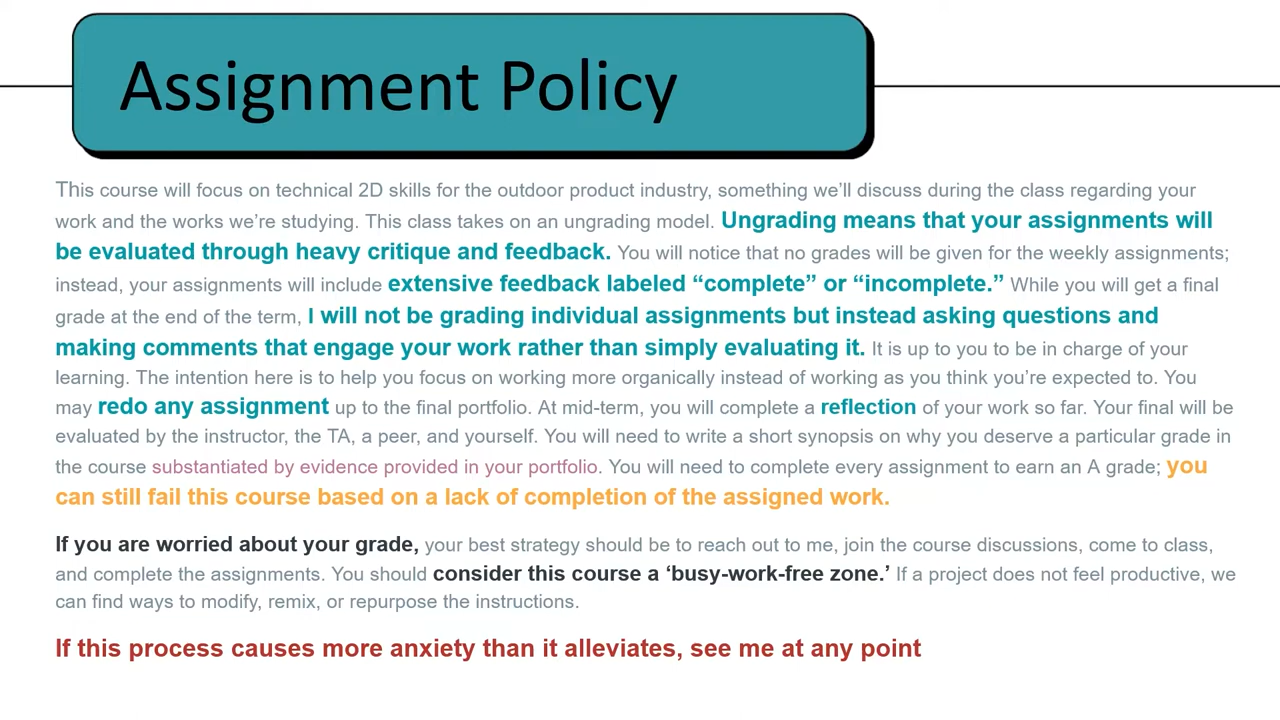 Assignment Policy
This course will focus on technical 2D skills for the outdoor product industry, something we’ll discuss during the class regarding your
work and the works we’re studying. This class takes on an ungrading model. Ungrading means that your assignments will
be evaluated through heavy critique and feedback. You will notice that no grades will be given for the weekly assignments;
instead, your assignments will include extensive feedback labeled “complete” or “incomplete.” While you will get a final
grade at the end of the term, I will not be grading individual assignments but instead asking questions and
making comments that engage your work rather than simply evaluating it. It is up to you to be in charge of your
learning. The intention here is to help you focus on working more organically instead of working as you think you’re expected to. You
may redo any assignment up to the final portfolio. At mid-term, you will complete a reflection of your work so far. Your final will be
evaluated by the instructor, the TA, a peer, and yourself. You will need to write a short synopsis on why you deserve a particular grade in
the course substantiated by evidence provided in your portfolio. You will need to complete every assignment to earn an A grade; you
can still fail this course based on a lack of completion of the assigned work.
If you are worried about your grade, your best strategy should be to reach out to me, join the course discussions, come to class,
and complete the assignments. You should consider this course a ‘busy-work-free zone.’ If a project does not feel productive, we
can find ways to modify, remix, or repurpose the instructions.
If this process causes more anxiety than it alleviates, see me at any point